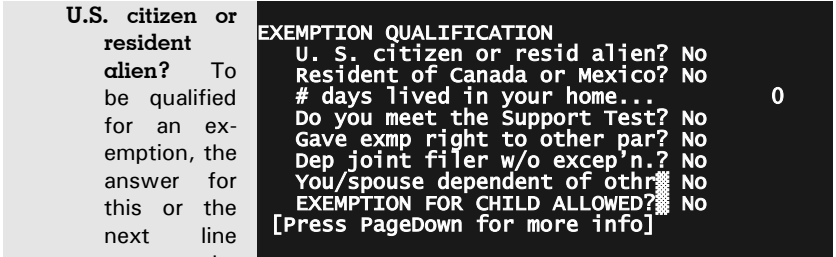 U.S. citizen or
resident
alien? To
be qualified
for an ex-
emption, the
answer for
this or the
next line
EXEMPTION QUALIFICATION
U. S. citizen or resid alien? No
Resident of Canada or Mexico? No
# days lived in your home... 0
Do you meet the Support Test? No
Gave exmp right to other par? No
Dep joint filer w/o excep'n.? No
You/spouse dependent of othr▒ No
EXEMPTION FOR CHILD ALLOWED?▒ No
[Press PageDown for more info]